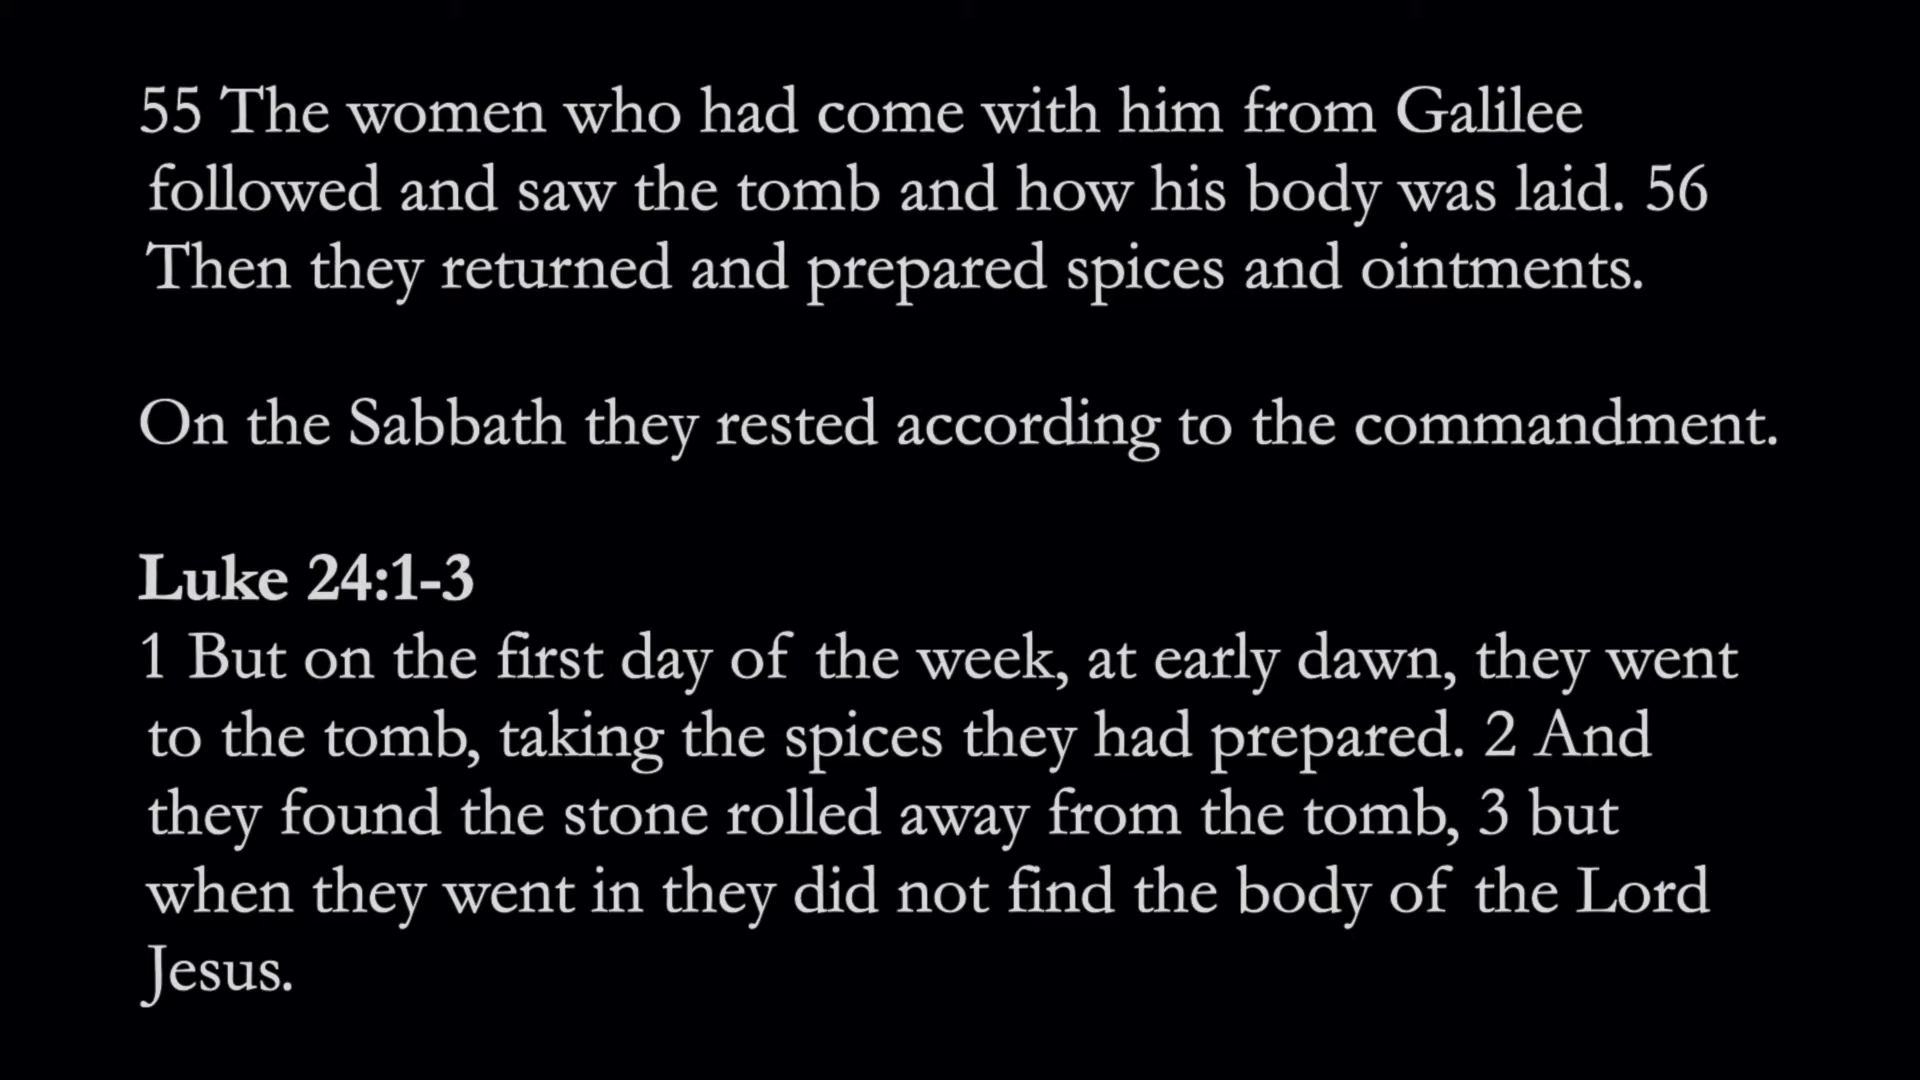 55 The women who had come with him from Galilee
followed and saw the tomb and how his body was laid. 56
Then they returned and prepared spices and ointments.
On the Sabbath they rested according to the commandment.
Luke 24:1-3
1 But on the first day of the week, at early dawn, they went
to the tomb, taking the spices they had prepared. 2 And
they found the stone rolled away from the tomb, 3 but
when they went in they did not find the body of the Lord
Jesus.